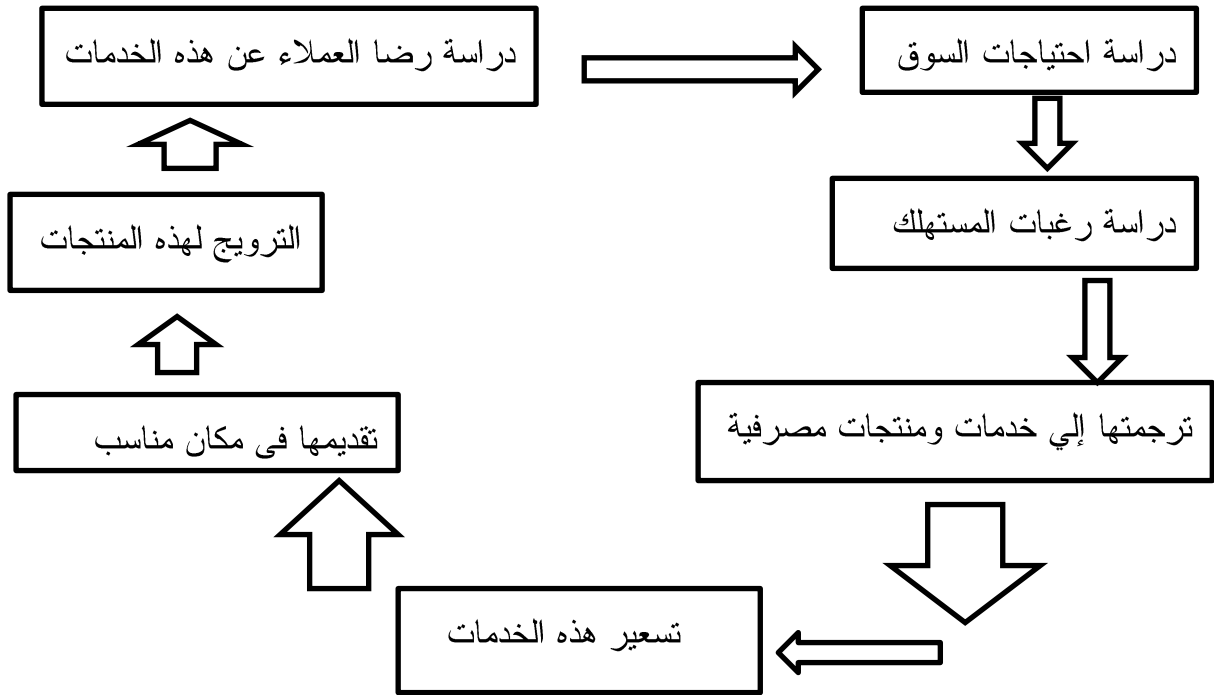 دراسة احتياجات السوق
دراسة رغبات المستهلك
ترجمتها إلي خدمات ومنتجات مصرفية
تسعير هذه الخدمات
تقديمها فى مكان مناسب
الترويج لهذه المنتجات
دراسة رضا العملاء عن هذه الخدمات